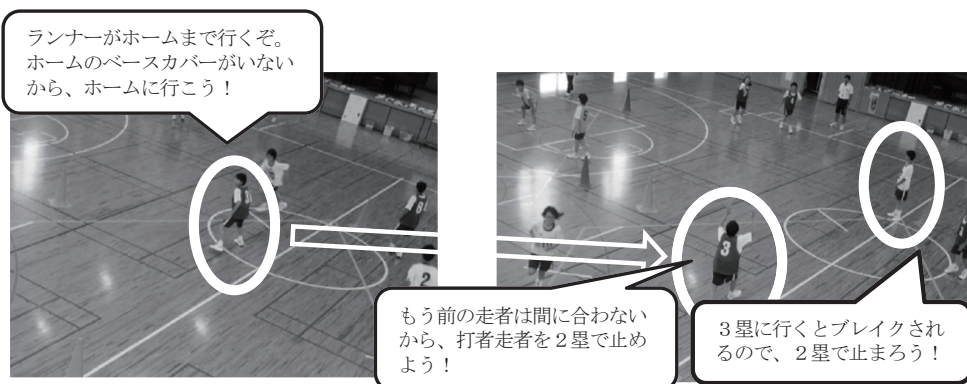 ランナーがホームまで行くぞ。
ホームのベースカバーがいない
から、ホームに行こう！
もう前の走者は間に合わない
から、打者走者を２塁で止め
よう！
３塁に行くとブレイクされ
るので、２塁で止まろう！
3
8
2